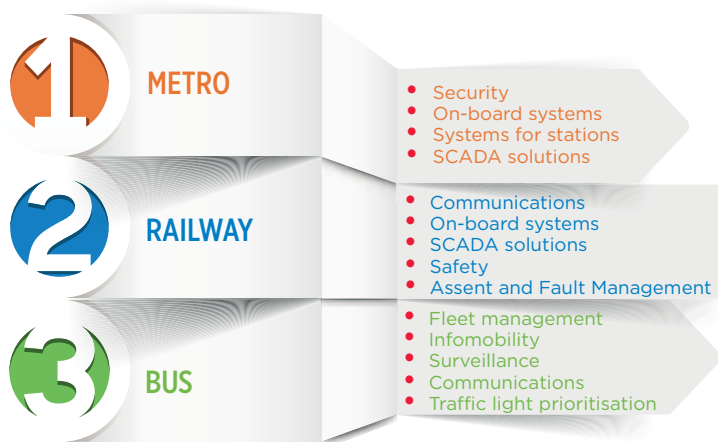 1
METRO
Security
On-board systems
Systems for stations
SCADA solutions
2
RAILWAY
Communications
On-board systems
SCADA solutions
Safety
Assent and Fault Management
3
BUS
Fleet management
Infomobility
Surveillance
Communications
Traffic light prioritisation